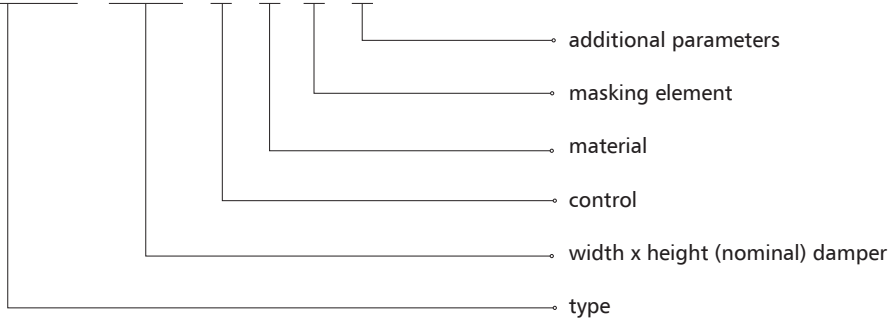 additional parameters
masking element
material
control
width x height (nominal) damper
type